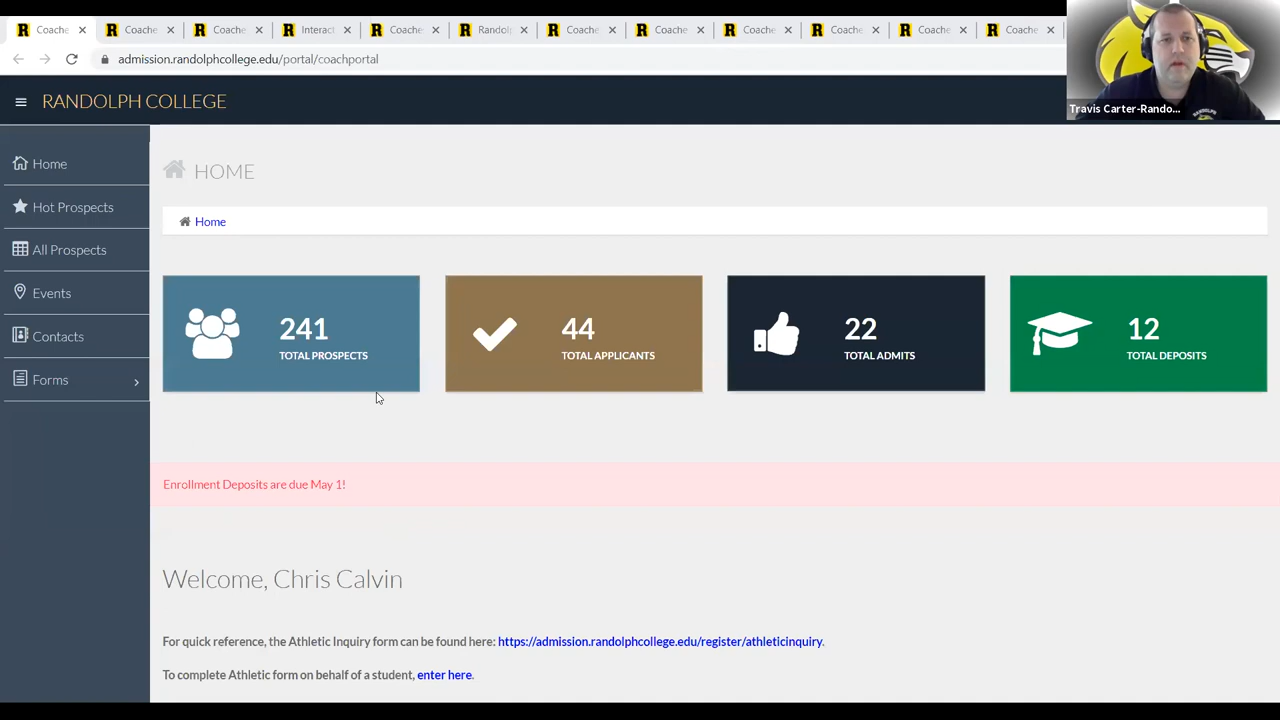 Coache
Coache
Coache
Interact
Coache
Randol
Coache
Coache
Coache
Coache
Coache
Coache
admission.randolphcollege.edu/portal/coachportal
Travis Carter-Rando...
RANDOLPH COLLEGE
Home
Hot Prospects
All Prospects
Events
Contacts
Forms
HOME
Home
241
TOTAL PROSPECTS
44
TOTAL APPLICANTS
22
TOTAL ADMITS
12
TOTAL DEPOSITS
Enrollment Deposits are due May 1!
Welcome, Chris Calvin
For quick reference, the Athletic Inquiry form can be found here: https://admission.randolphcollege.edu/register/athleticinquiry.
To complete Athletic form on behalf of a student, enter here.